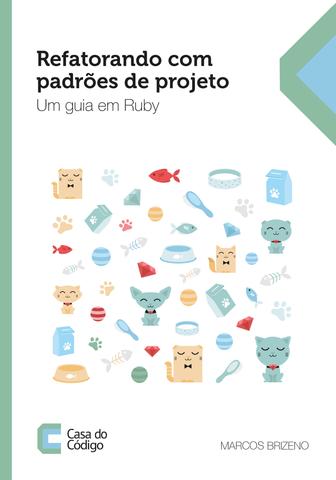 Refatorando com
padrões de projeto
Um guia em Ruby
Casa do
Código
MARCOS BRIZENO